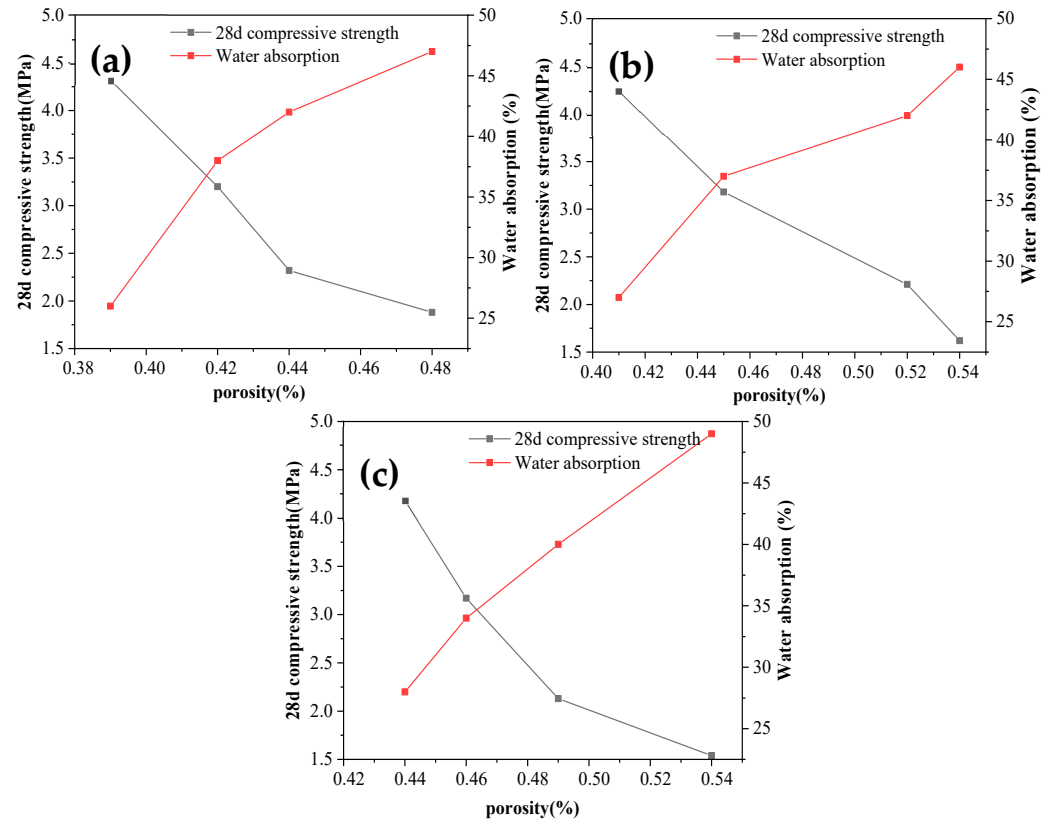 (a)
28d compressive strength
Water absorption
28d compressive strength(MPa)
5.0
4.5
4.0
3.5
3.0
2.5
2.0
1.5
Water absorption (%)
50
45
40
35
30
25
0.38 0.40 0.42 0.44 0.46 0.48
porosity(%)
(b)
28d compressive strength
Water absorption
28d compressive strength(MPa)
5.0
4.5
4.0
3.5
3.0
2.5
2.0
1.5
Water absorption (%)
50
45
40
35
30
25
0.40 0.42 0.44 0.46 0.48 0.50 0.52 0.54
porosity(%)
(c)
28d compressive strength
Water absorption
28d compressive strength(MPa)
5.0
4.5
4.0
3.5
3.0
2.5
2.0
1.5
Water absorption (%)
50
45
40
35
30
25
0.42 0.44 0.46 0.48 0.50 0.52 0.54
porosity(%)